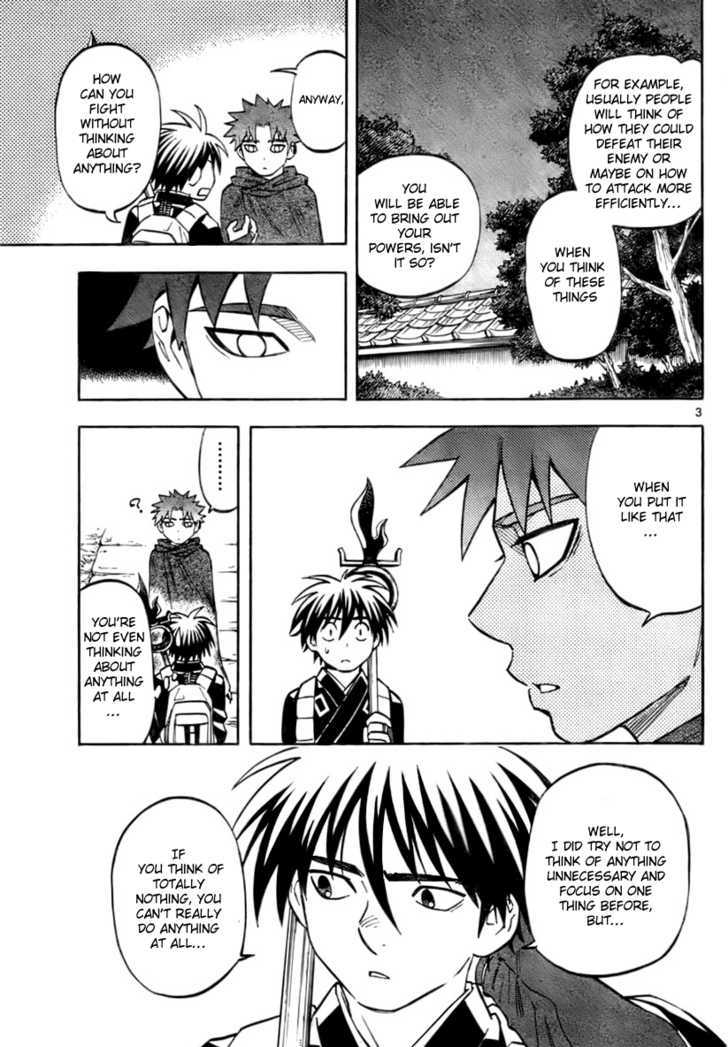 FOR EXAMPLE,
USUALLY PEOPLE
WILL THINK OF
HOW THEY COULD
DEFEAT THEIR
ENEMY OR
MAYBE ON HOW
TO ATTACK MORE
EFFICIENTLY...
WHEN
YOU THINK
OF THESE
THINGS
YOU
WILL BE ABLE
TO BRING OUT
YOUR
POWERS, ISN'T
IT SO?
ANYWAY,
HOW
CAN YOU
FIGHT
WITHOUT
THINKING
ABOUT
ANYTHING?
3
WHEN
YOU PUT IT
LIKE THAT
...
.........
?
YOU'RE
NOT EVEN
THINKING
ABOUT
ANYTHING
AT ALL
...
WELL,
I DID TRY NOT TO
THINK OF ANYTHING
UNNECESSARY AND
FOCUS ON ONE
THING BEFORE,
BUT...
IF
YOU THINK OF
TOTALLY
NOTHING, YOU
CAN'T REALLY
DO ANYTHING
AT ALL...